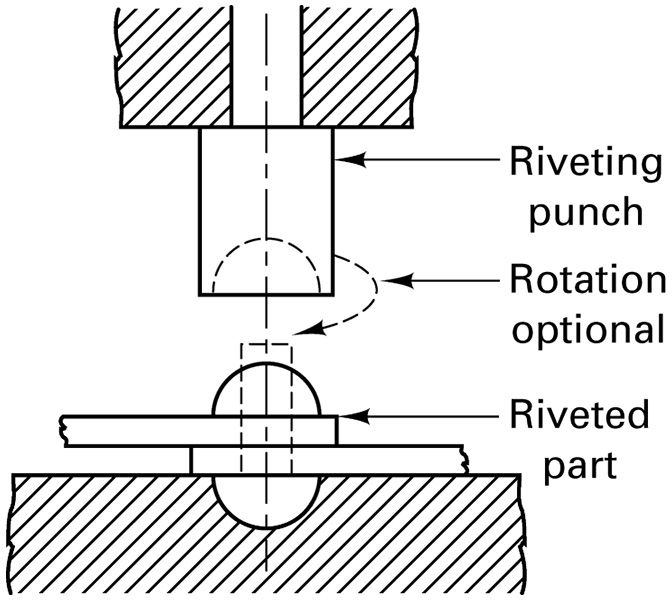 Riveting
punch
Rotation
optional
Riveted
part